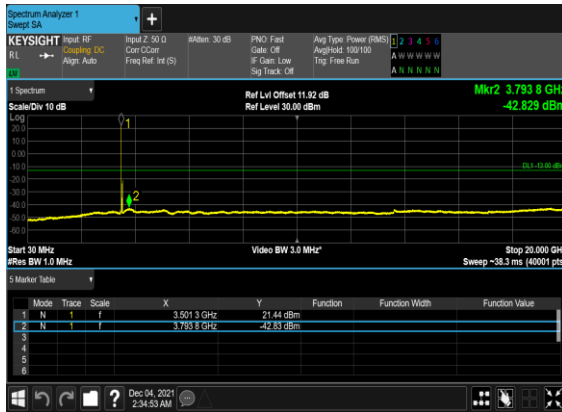 Spectrum Analyzer 1
Swept SA
+
KEYSIGHT Input: RF Input Z: 50 Ω #Atten: 30 dB PNO: Fast Avg Type: Power (RMS) 1 2 3 4 5 6
RL Coupling: DC Corr CCorr Gate: Off Avg|Hold: 100/100 A W W W W W
Align: Auto Freq Ref: Int (S) IF Gain: Low Trig: Free Run
Sig Track: Off A N N N N N
1 Spectrum Ref Lvl Offset 11.92 dB Mkr2 3.793 8 GHz
Scale/Div 10 dB Ref Level 30.00 dBm -42.829 dBm
Log
20.0
10.0
0.00
-10.0
-20.0
-30.0
-40.0
-50.0
-60.0
1
DL1 -13.00 dBm
2
Start 30 MHz Video BW 3.0 MHz* Stop 20.000 GHz
#Res BW 1.0 MHz Sweep ~38.3 ms (40001 pts)
5 Marker Table
Mode Trace Scale X Y Function Function Width Function Value
1 N 1 f 3.501 3 GHz 21.44 dBm
2 N 1 f 3.793 8 GHz -42.83 dBm
3
4
5
6
? Dec 04, 2021
2:34:53 AM